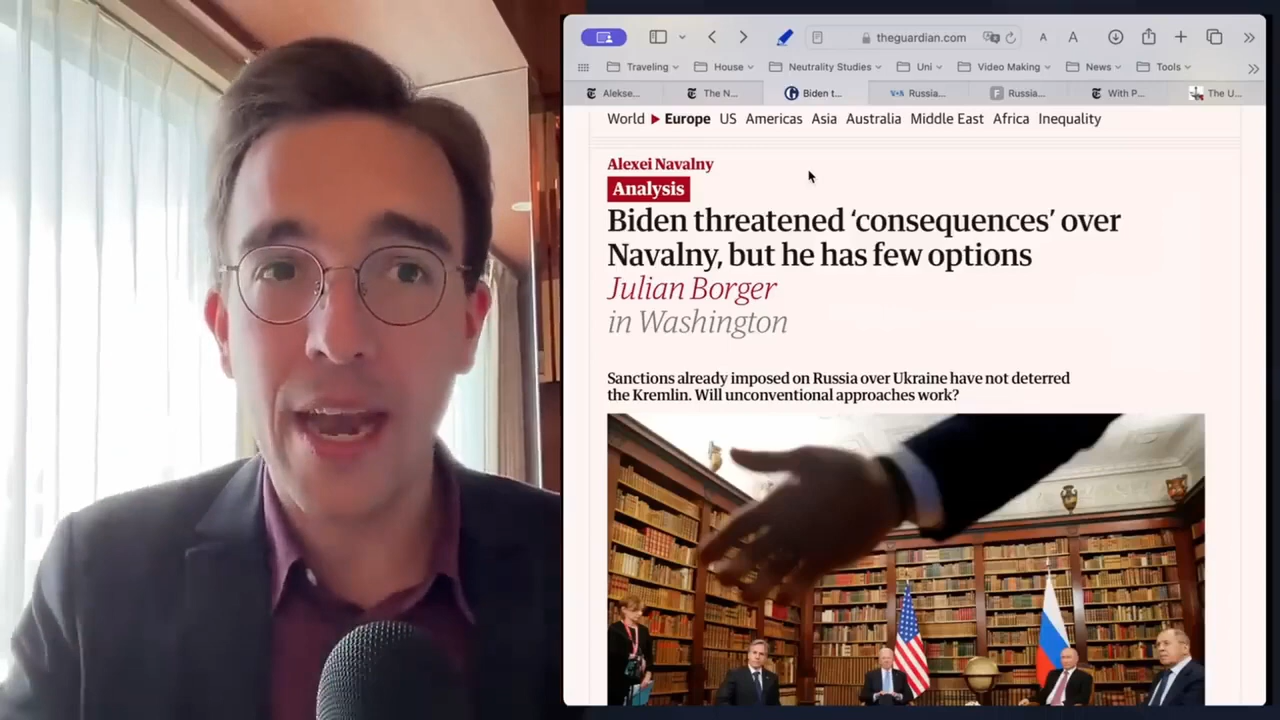 theguardian.com
A
A
Traveling
House
Neutrality Studies
Uni
Video Making
News
Tools
Alekse...
The N...
Biden t...
VOA
Russia...
F
Russia...
With P...
The U...
World
Europe
US
Americas
Asia
Australia
Middle East
Africa
Inequality
Alexei Navalny
Analysis
Biden threatened ‘consequences’ over
Navalny, but he has few options
Julian Borger
in Washington
Sanctions already imposed on Russia over Ukraine have not deterred
the Kremlin. Will unconventional approaches work?